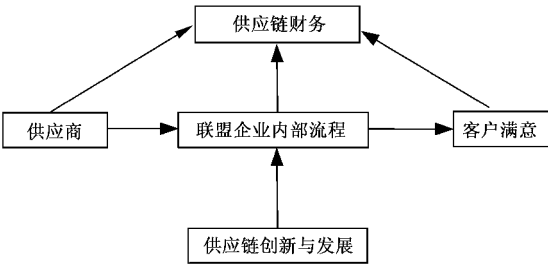 供应链财务
供应商
联盟企业内部流程
客户满意
供应链创新与发展